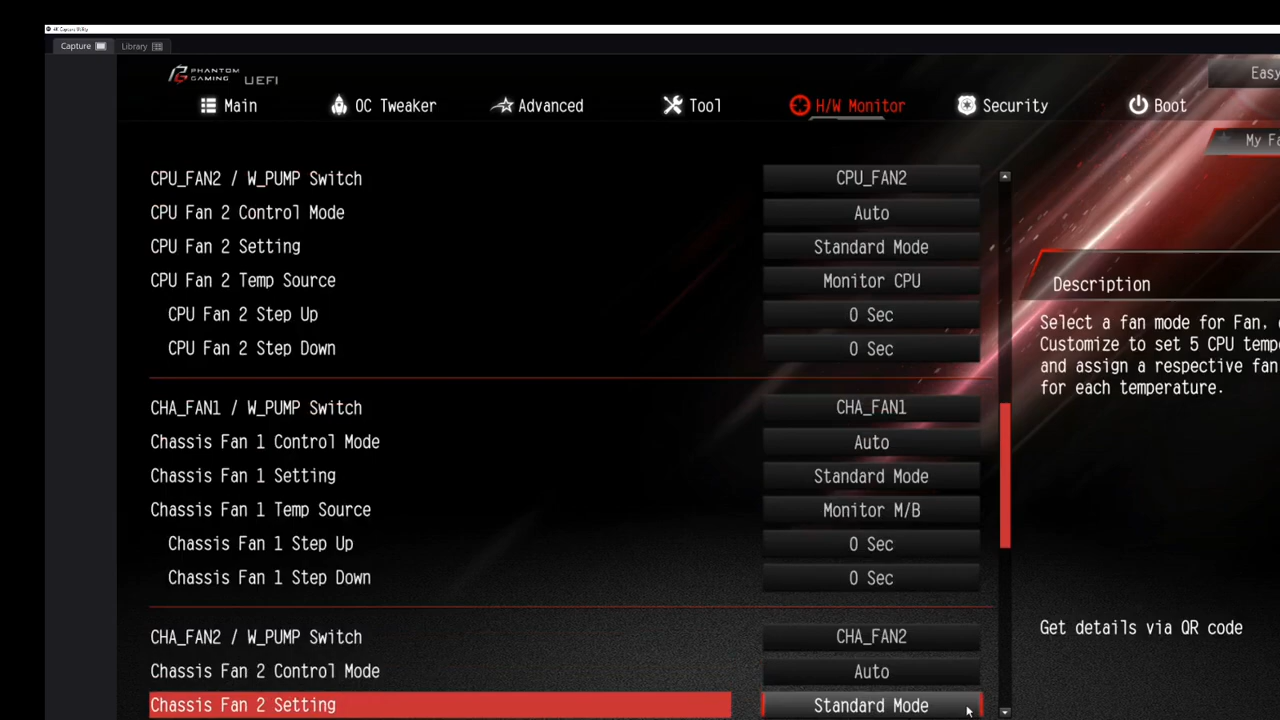 4K Capture Utility
Capture Library
PHANTOM GAMING UEFI
Easy
Main OC Tweaker Advanced Tool H/W Monitor Security Boot
My Fa
CPU_FAN2 / W_PUMP Switch CPU_FAN2
CPU Fan 2 Control Mode Auto
CPU Fan 2 Setting Standard Mode
CPU Fan 2 Temp Source Monitor CPU
CPU Fan 2 Step Up 0 Sec
CPU Fan 2 Step Down 0 Sec
CHA_FAN1 / W_PUMP Switch CHA_FAN1
Chassis Fan 1 Control Mode Auto
Chassis Fan 1 Setting Standard Mode
Chassis Fan 1 Temp Source Monitor M/B
Chassis Fan 1 Step Up 0 Sec
Chassis Fan 1 Step Down 0 Sec
CHA_FAN2 / W_PUMP Switch CHA_FAN2
Chassis Fan 2 Control Mode Auto
Chassis Fan 2 Setting Standard Mode
Description
Select a fan mode for Fan,
Customize to set 5 CPU tempe
and assign a respective fan
for each temperature.
Get details via QR code